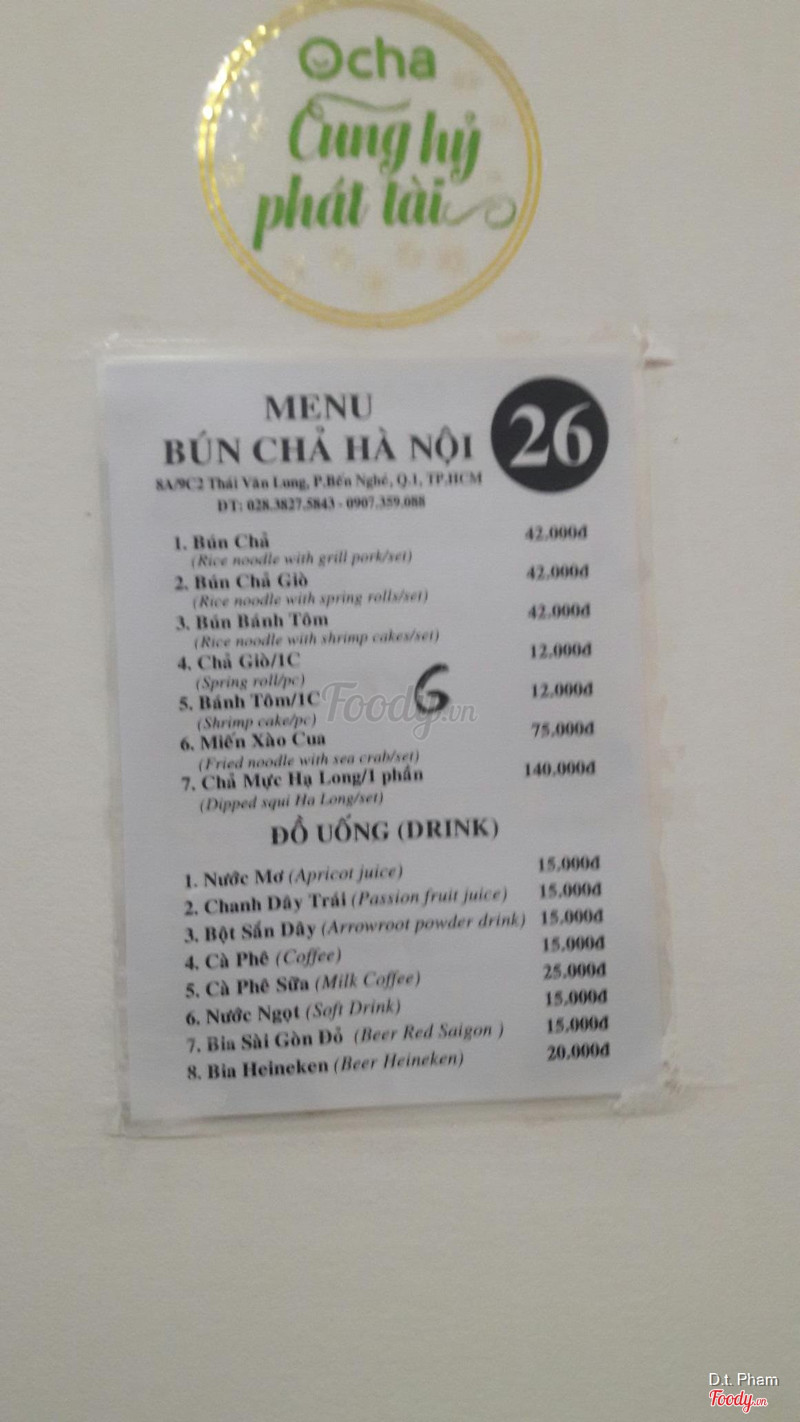 Ocha
Cung hỷ
phát tài
MENU
BÚN CHẢ HÀ NỘI 26
8A/9C2 Thái Văn Lung, P.Bến Nghé, Q.1, TP.HCM
ĐT: 028.3827.5843 - 0907.359.088
1. Bún Chả 42.000đ
(Rice noodle with grill pork/set)
2. Bún Chả Giò 42.000đ
(Rice noodle with spring rolls/set)
3. Bún Bánh Tôm 42.000đ
(Rice noodle with shrimp cakes/set)
4. Chả Giò/1C 12.000đ
(Spring roll/pc)
5. Bánh Tôm/1C 12.000đ
(Shrimp cake/pc)
6
Foody.vn
6. Miến Xào Cua 75.000đ
(Fried noodle with sea crab/set)
7. Chả Mực Hạ Long/1 phần 140.000đ
(Dipped squi Ha Long/set)
ĐỒ UỐNG (DRINK)
1. Nước Mơ (Apricot juice) 15.000đ
2. Chanh Dây Trái (Passion fruit juice) 15.000đ
3. Bột Sắn Dây (Arrowroot powder drink) 15.000đ
4. Cà Phê (Coffee) 15.000đ
5. Cà Phê Sữa (Milk Coffee) 25.000đ
6. Nước Ngọt (Soft Drink) 15.000đ
7. Bia Sài Gòn Đỏ (Beer Red Saigon ) 15.000đ
8. Bia Heineken (Beer Heineken) 20.000đ
D.t. Pham
Foody.vn